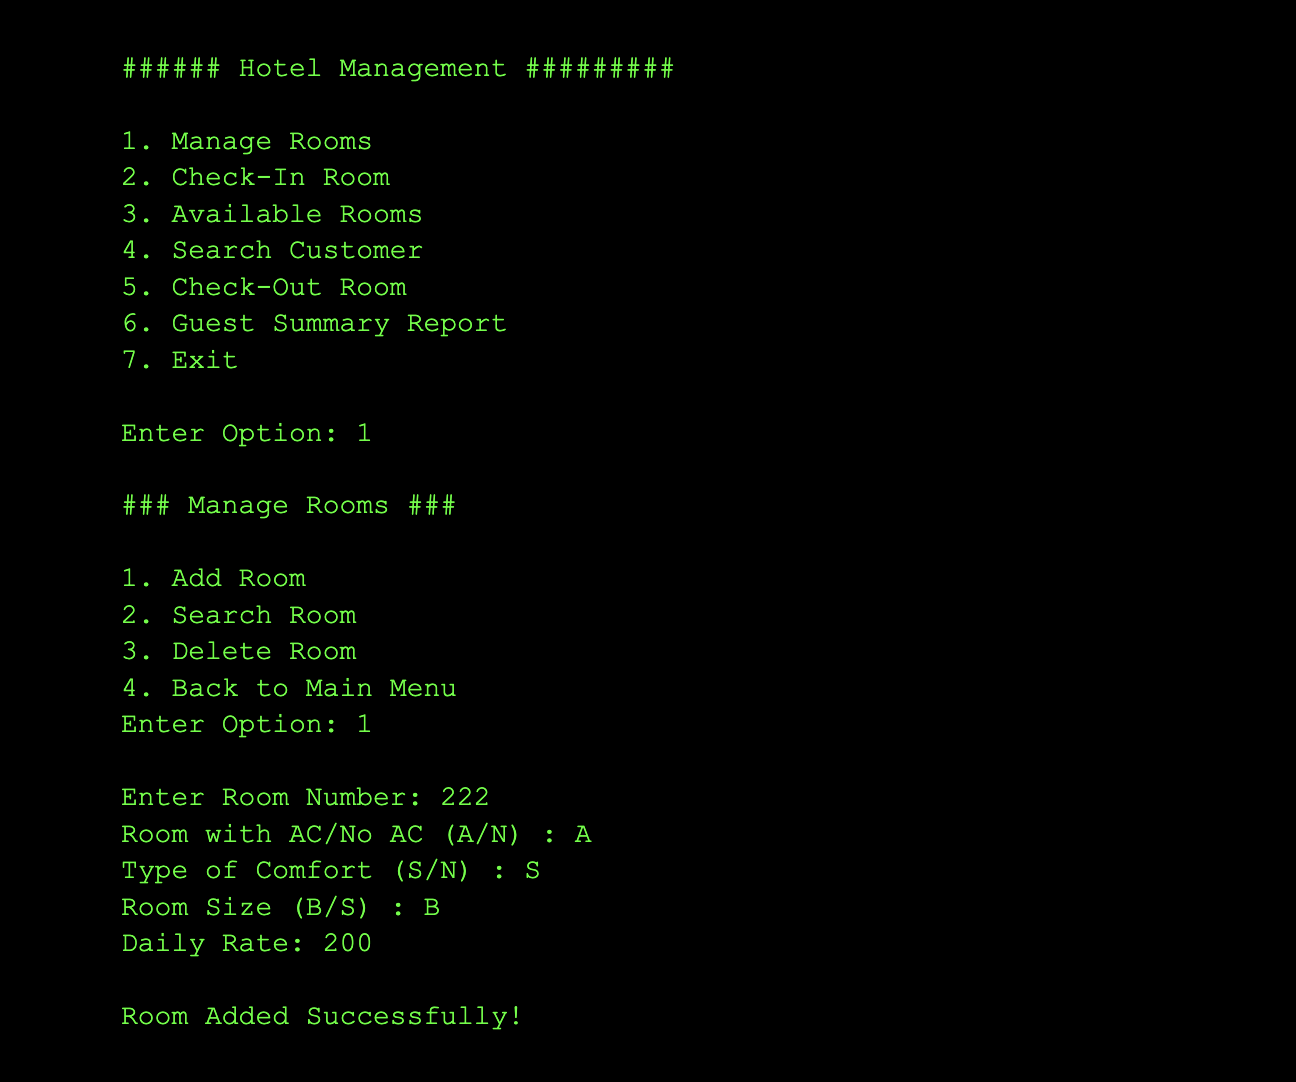 ###### Hotel Management #########
1. Manage Rooms
2. Check-In Room
3. Available Rooms
4. Search Customer
5. Check-Out Room
6. Guest Summary Report
7. Exit
Enter Option: 1
### Manage Rooms ###
1. Add Room
2. Search Room
3. Delete Room
4. Back to Main Menu
Enter Option: 1
Enter Room Number: 222
Room with AC/No AC (A/N) : A
Type of Comfort (S/N) : S
Room Size (B/S) : B
Daily Rate: 200
Room Added Successfully!